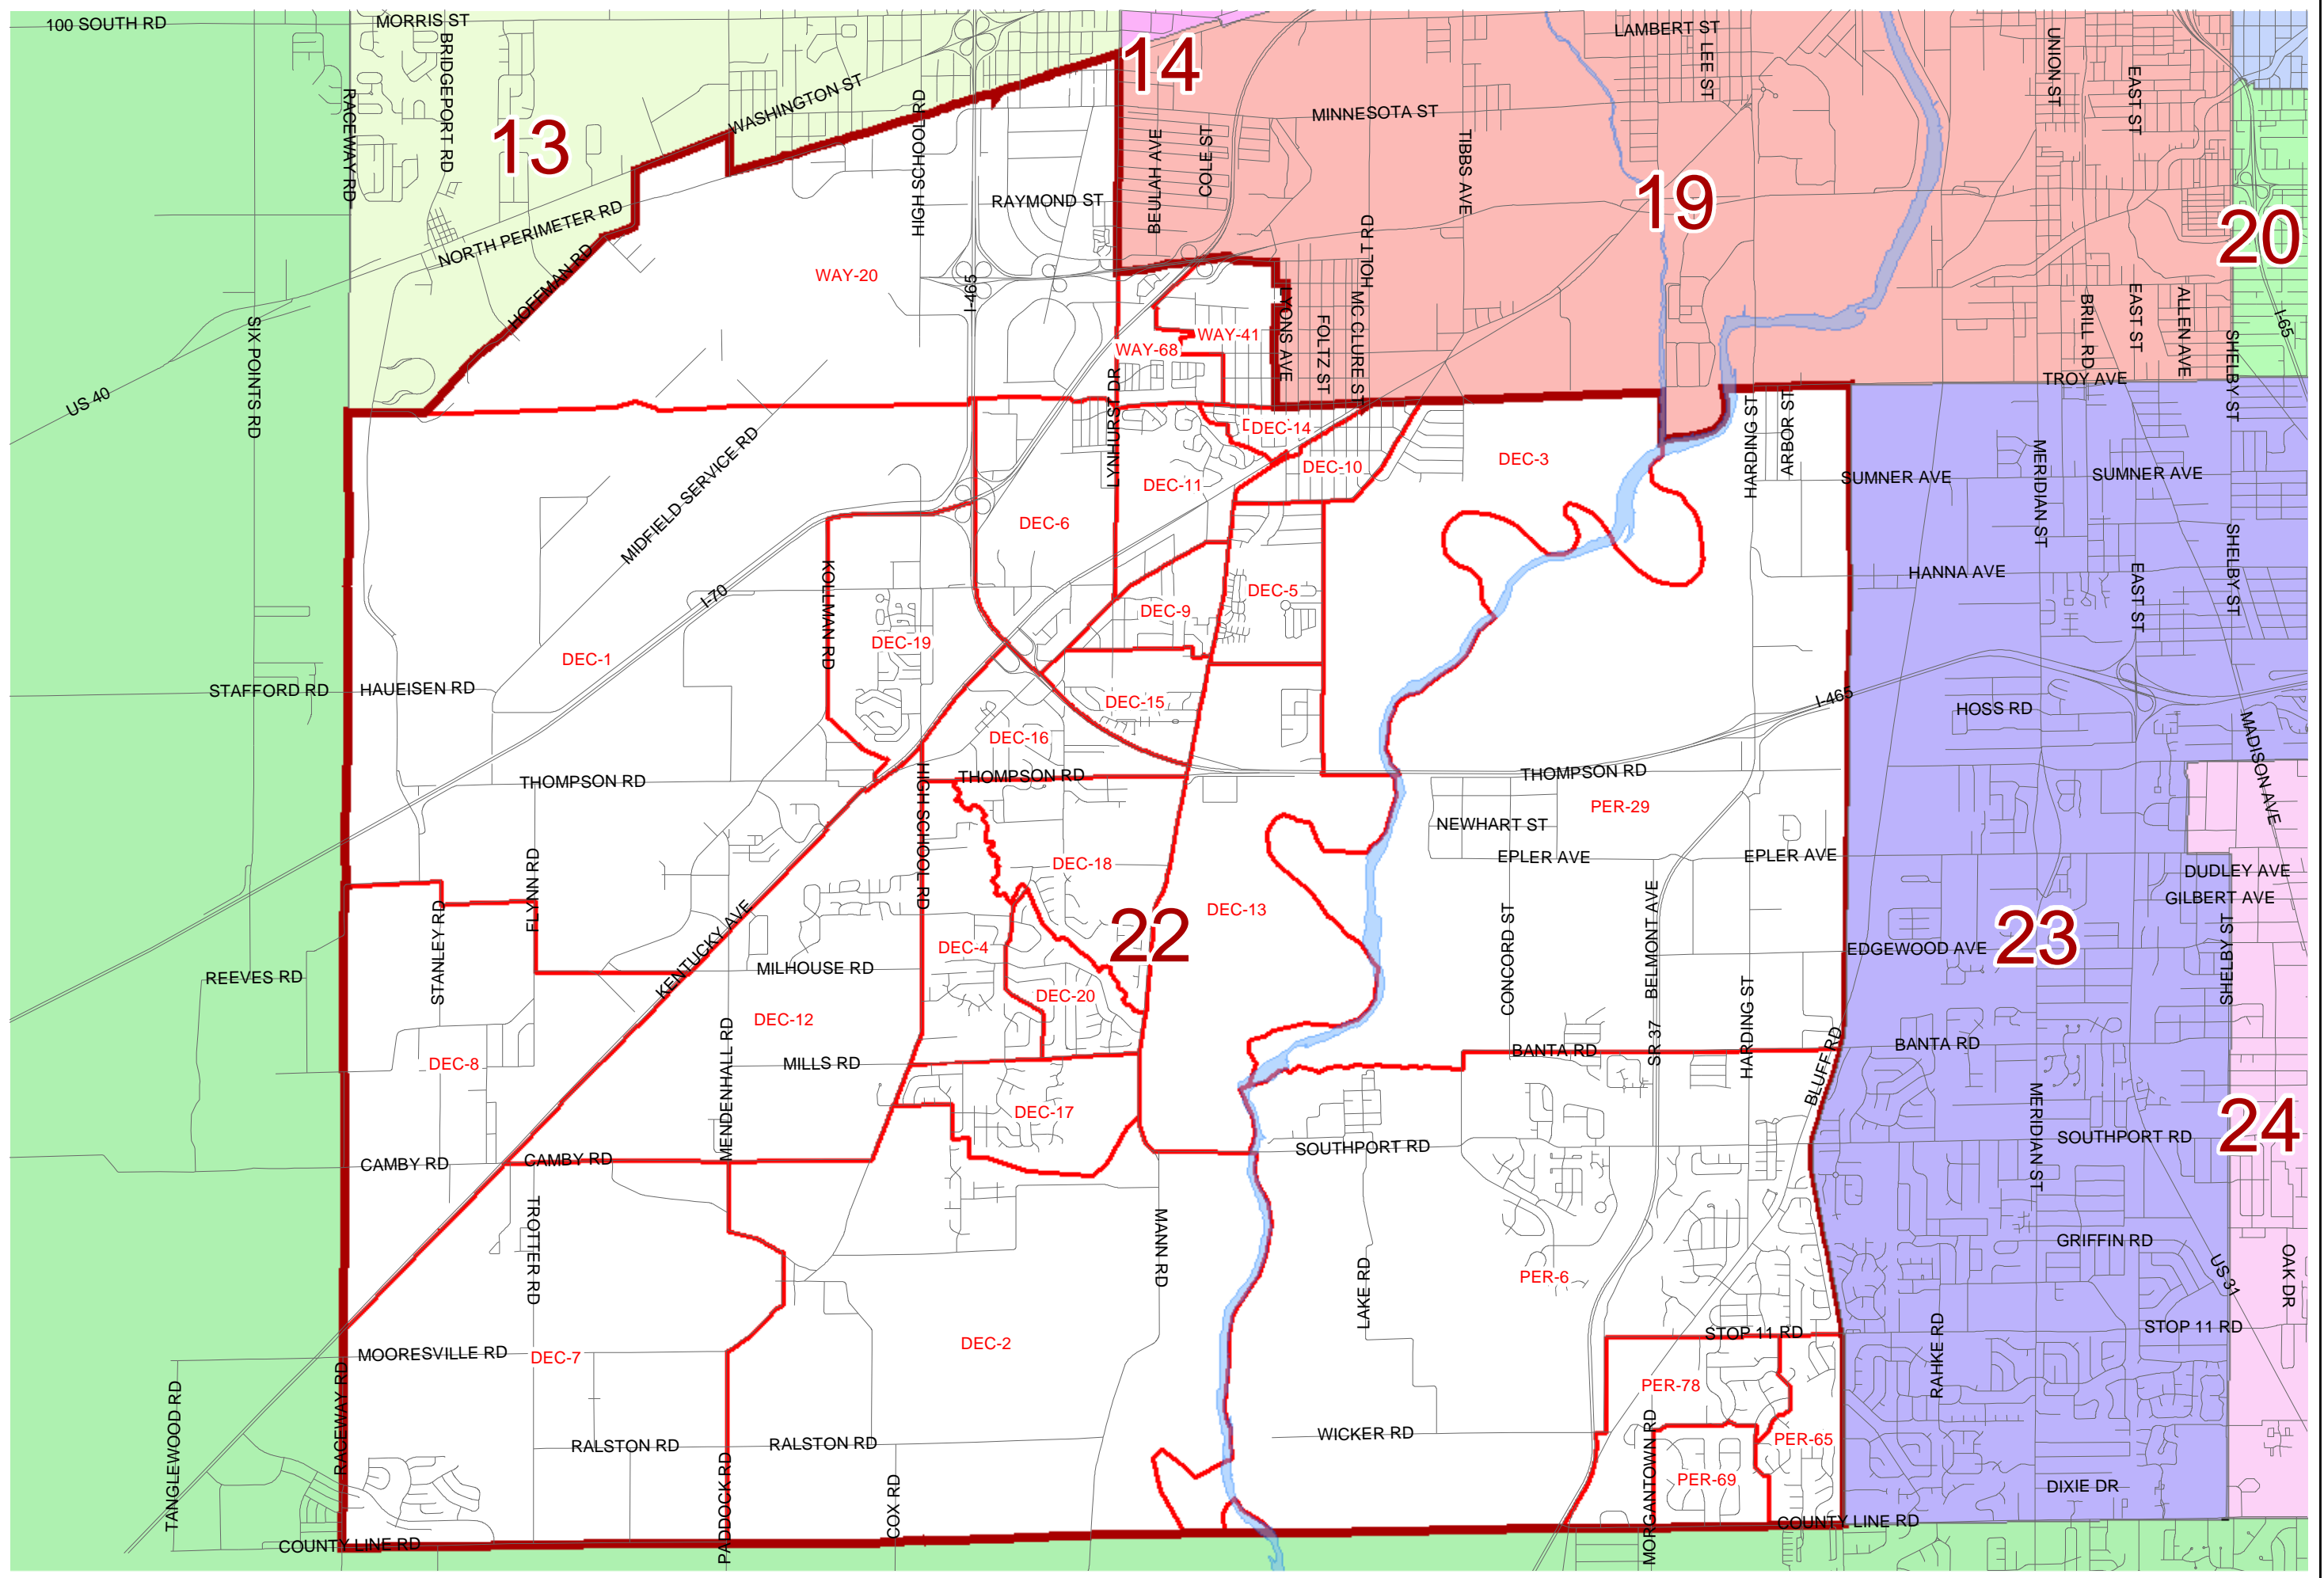 100 SOUTH RD
MORRIS ST
14
LAMBERT ST
LEE ST
UNION ST
EAST ST
BRIDGEPORT RD
RACEWAY RD
13
WASHINGTON ST
HIGH SCHOOL RD
MINNESOTA ST
BEULAH AVE
COLE ST
TIBBS AVE
19
20
RAYMOND ST
NORTH PERIMETER RD
HOFFMAN RD
WAY-20
I-465
HOLT RD
LYONS AVE
FOLTZ ST
MC CLURE ST
WAY-41
WAY-68
BRILL RD
EAST ST
ALLEN AVE
I-65
SHELBY ST
TROY AVE
US 40
SIX POINTS RD
LYNHURST DR
DEC-14
DEC-10
DEC-3
HARDING ST
ARBOR ST
SUMNER AVE
SUMNER AVE
MERIDIAN ST
MIDFIELD SERVICE RD
DEC-11
DEC-6
SHELBY ST
HANNA AVE
EAST ST
I-70
KOLLMAN RD
DEC-5
DEC-9
DEC-19
DEC-1
STAFFORD RD
HAUEISEN RD
DEC-15
I-465
HOSS RD
MADISON AVE
DEC-16
THOMPSON RD
THOMPSON RD
THOMPSON RD
HIGH SCHOOL RD
PER-29
NEWHART ST
EPLER AVE
EPLER AVE
DEC-18
DUDLEY AVE
GILBERT AVE
FLYNN RD
STANLEY RD
KENTUCKY AVE
DEC-13
22
23
DEC-4
CONCORD ST
BELMONT AVE
SR 37
EDGEWOOD AVE
SHELBY ST
REEVES RD
MILHOUSE RD
DEC-20
DEC-12
HARDING ST
MENDENHALL RD
BANTA RD
BANTA RD
BLUFF RD
DEC-8
MILLS RD
DEC-17
MERIDIAN ST
24
SOUTHPORT RD
SOUTHPORT RD
CAMBY RD
CAMBY RD
TROTTER RD
MANN RD
LAKE RD
GRIFFIN RD
US 31
OAK DR
PER-6
STOP 11 RD
STOP 11 RD
RAHKE RD
MOORESVILLE RD
DEC-7
DEC-2
RACEWAY RD
TANGLEWOOD RD
PER-78
WICKER RD
MORGANTOWN RD
PER-65
RALSTON RD
RALSTON RD
PER-69
PADDOCK RD
COX RD
DIXIE DR
COUNTY LINE RD
COUNTY LINE RD